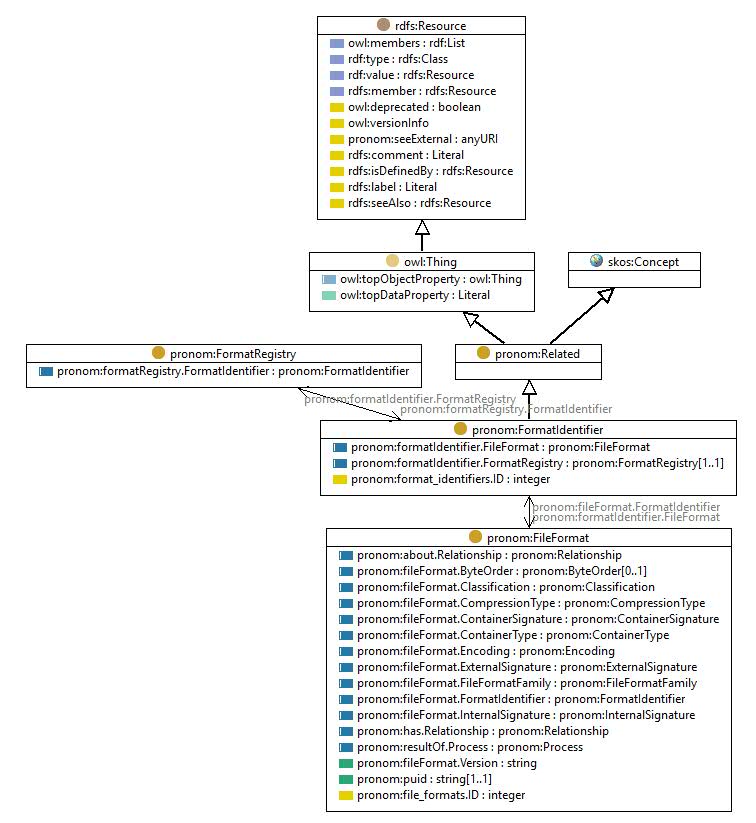 rdfs:Resource
owl:members : rdf:List
rdf:type : rdfs:Class
rdf:value : rdfs:Resource
rdfs:member : rdfs:Resource
owl:deprecated : boolean
owl:versionInfo
pronom:seeExternal : anyURI
rdfs:comment : Literal
rdfs:isDefinedBy : rdfs:Resource
rdfs:label : Literal
rdfs:seeAlso : rdfs:Resource
owl:Thing
owl:topObjectProperty : owl:Thing
owl:topDataProperty : Literal
skos:Concept
pronom:FormatRegistry
pronom:formatRegistry.FormatIdentifier : pronom:FormatIdentifier
pronom:Related
pronom:formatIdentifier.FormatRegistry
pronom:formatRegistry.FormatIdentifier
pronom:FormatIdentifier
pronom:formatIdentifier.FileFormat : pronom:FileFormat
pronom:formatIdentifier.FormatRegistry : pronom:FormatRegistry[1..1]
pronom:format_identifiers.ID : integer
pronom:fileFormat.FormatIdentifier
pronom:formatIdentifier.FileFormat
pronom:FileFormat
pronom:about.Relationship : pronom:Relationship
pronom:fileFormat.ByteOrder : pronom:ByteOrder[0..1]
pronom:fileFormat.Classification : pronom:Classification
pronom:fileFormat.CompressionType : pronom:CompressionType
pronom:fileFormat.ContainerSignature : pronom:ContainerSignature
pronom:fileFormat.ContainerType : pronom:ContainerType
pronom:fileFormat.Encoding : pronom:Encoding
pronom:fileFormat.ExternalSignature : pronom:ExternalSignature
pronom:fileFormat.FileFormatFamily : pronom:FileFormatFamily
pronom:fileFormat.FormatIdentifier : pronom:FormatIdentifier
pronom:fileFormat.InternalSignature : pronom:InternalSignature
pronom:has.Relationship : pronom:Relationship
pronom:resultOf.Process : pronom:Process
pronom:fileFormat.Version : string
pronom:puid : string[1..1]
pronom:file_formats.ID : integer